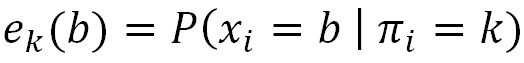 e_k(b) = P(x_i = b | π_i = k)